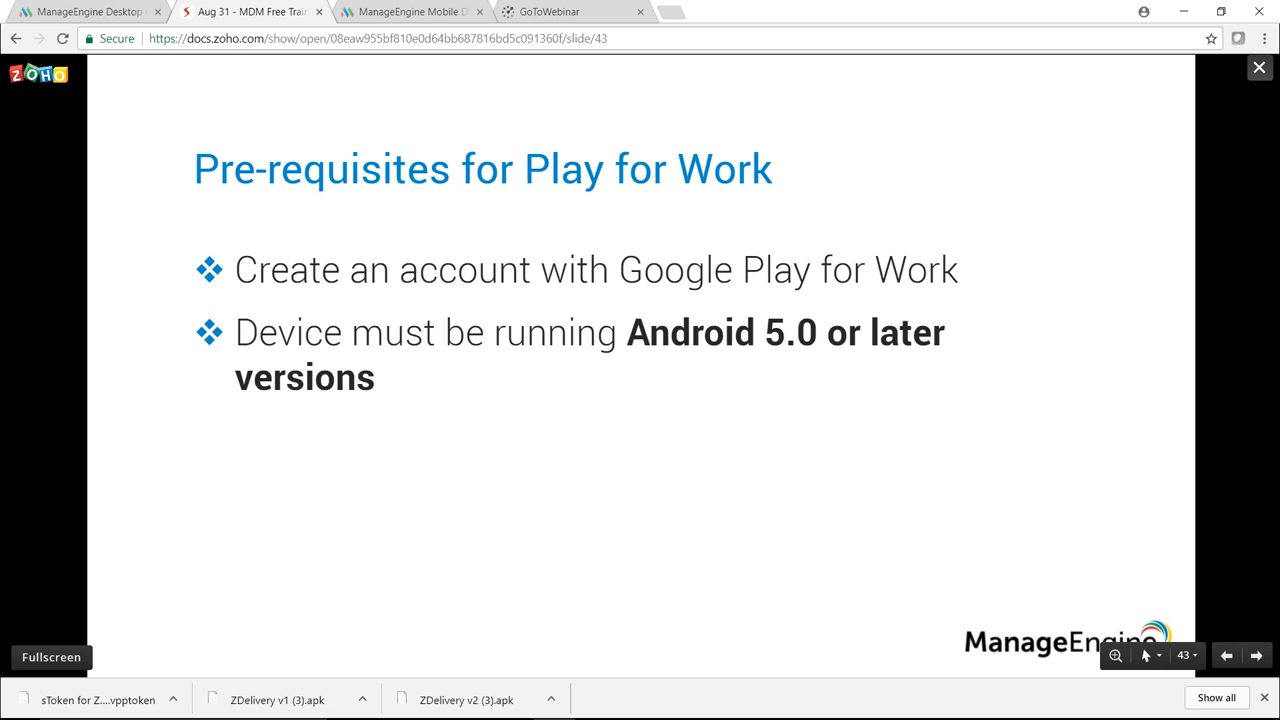 ManageEngine Desktop
Aug 31 - MDM Free Train
ManageEngine Mobile D
GoToWebinar
Secure
https://docs.zoho.com/show/open/08eaw955bf810e0d64bb687816bd5c091360f/slide/43
ZOHO
Pre-requisites for Play for Work
Create an account with Google Play for Work
Device must be running Android 5.0 or later
versions
ManageEngine
Fullscreen
43
sToken for Z....vpptoken
ZDelivery v1 (3).apk
ZDelivery v2 (3).apk
Show all